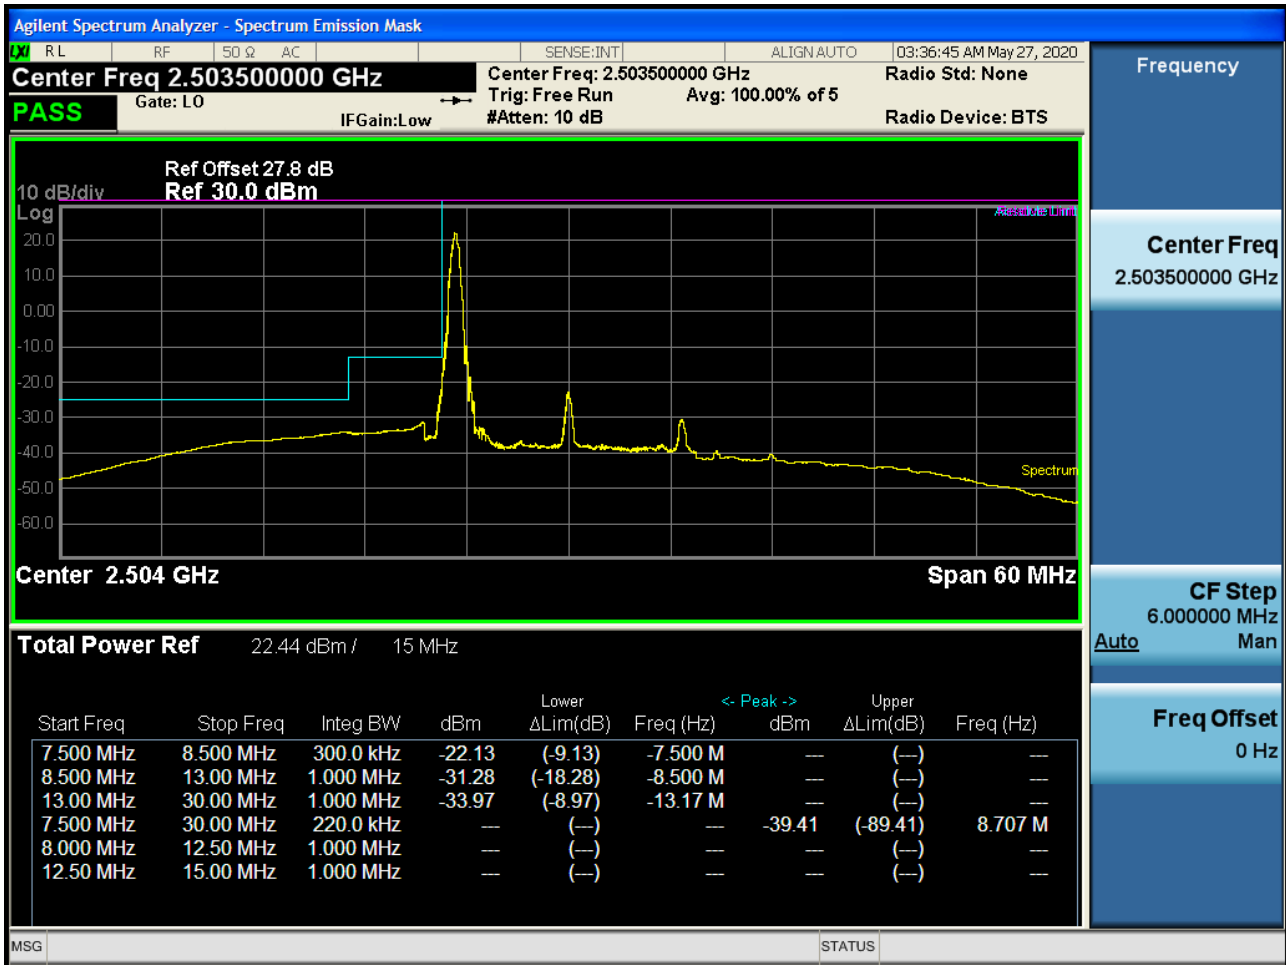 Agilent Spectrum Analyzer - Spectrum Emission Mask
LXI RL RF 50 Ω AC SENSE:INT ALIGN AUTO 03:36:45 AM May 27, 2020
Center Freq 2.503500000 GHz
Center Freq: 2.503500000 GHz
Radio Std: None
Trig: Free Run Avg: 100.00% of 5
PASS
Gate: LO
IFGain:Low
#Atten: 10 dB
Radio Device: BTS
Ref Offset 27.8 dB
10 dB/div Ref 30.0 dBm
Log
Absolute Limit
20.0
10.0
0.00
-10.0
-20.0
-30.0
-40.0
Spectrum
-50.0
-60.0
Center 2.504 GHz Span 60 MHz
Total Power Ref 22.44 dBm / 15 MHz
Lower <- Peak -> Upper
Start Freq Stop Freq Integ BW dBm ΔLim(dB) Freq (Hz) dBm ΔLim(dB) Freq (Hz)
7.500 MHz 8.500 MHz 300.0 kHz -22.13 (-9.13) -7.500 M --- (---) ---
8.500 MHz 13.00 MHz 1.000 MHz -31.28 (-18.28) -8.500 M --- (---) ---
13.00 MHz 30.00 MHz 1.000 MHz -33.97 (-8.97) -13.17 M --- (---) ---
7.500 MHz 30.00 MHz 220.0 kHz --- (---) --- -39.41 (-89.41) 8.707 M
8.000 MHz 12.50 MHz 1.000 MHz --- (---) --- --- (---) ---
12.50 MHz 15.00 MHz 1.000 MHz --- (---) --- --- (---) ---
MSG STATUS
Frequency
Center Freq
2.503500000 GHz
CF Step
6.000000 MHz
Auto Man
Freq Offset
0 Hz